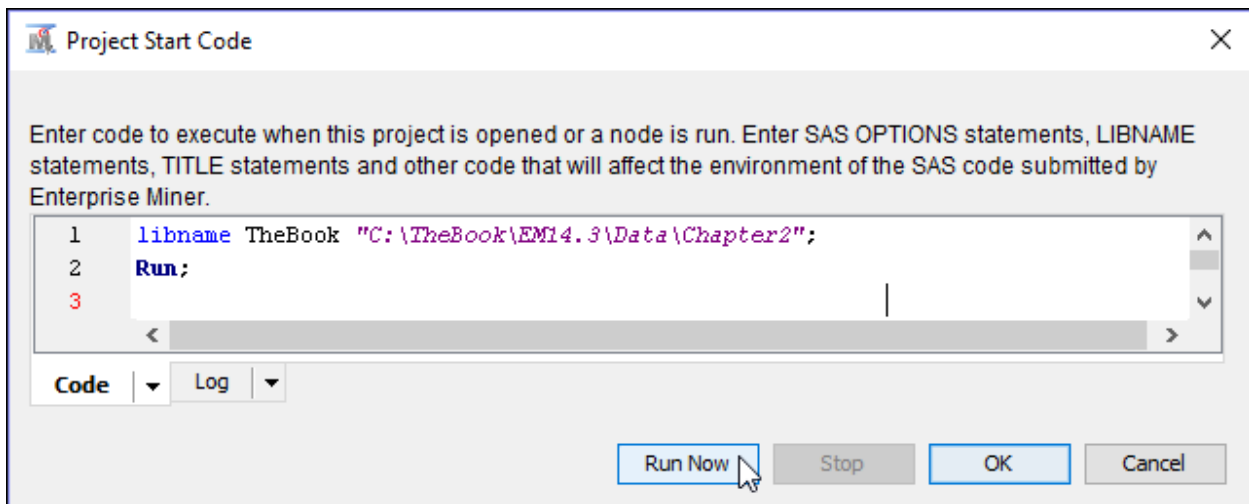 Project Start Code
Enter code to execute when this project is opened or a node is run. Enter SAS OPTIONS statements, LIBNAME
statements, TITLE statements and other code that will affect the environment of the SAS code submitted by
Enterprise Miner.
1 libname TheBook "C:\TheBook\EM14.3\Data\Chapter2";
2 Run;
3
Code Log
Run Now Stop OK Cancel